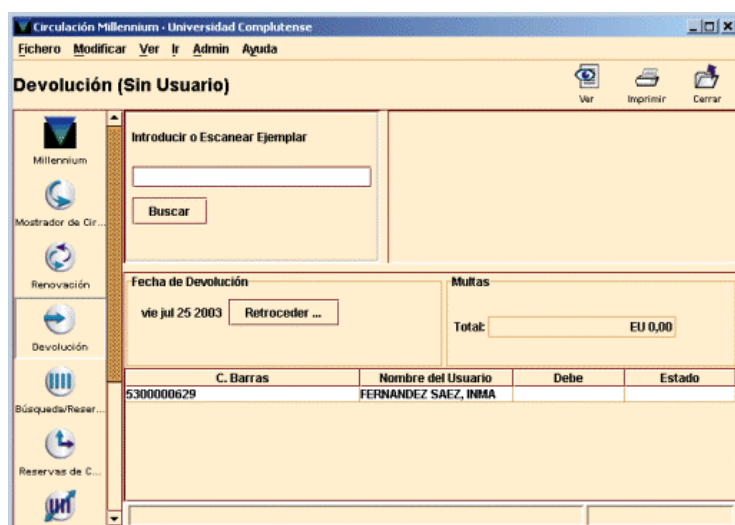 Circulación Millennium - Universidad Complutense
Fichero Modificar Ver Ir Admin Ayuda
Devolución (Sin Usuario)
Ver Imprimir Cerrar
Millennium
Mostrador de Cir...
Renovación
Devolución
Búsqueda/Reser...
Reservas de C...
url
Introducir o Escanear Ejemplar
Buscar
Fecha de Devolución
vie jul 25 2003 Retroceder ...
Multas
Total: EU 0,00
C. Barras Nombre del Usuario Debe Estado
5300000629 FERNANDEZ SAEZ, INMA